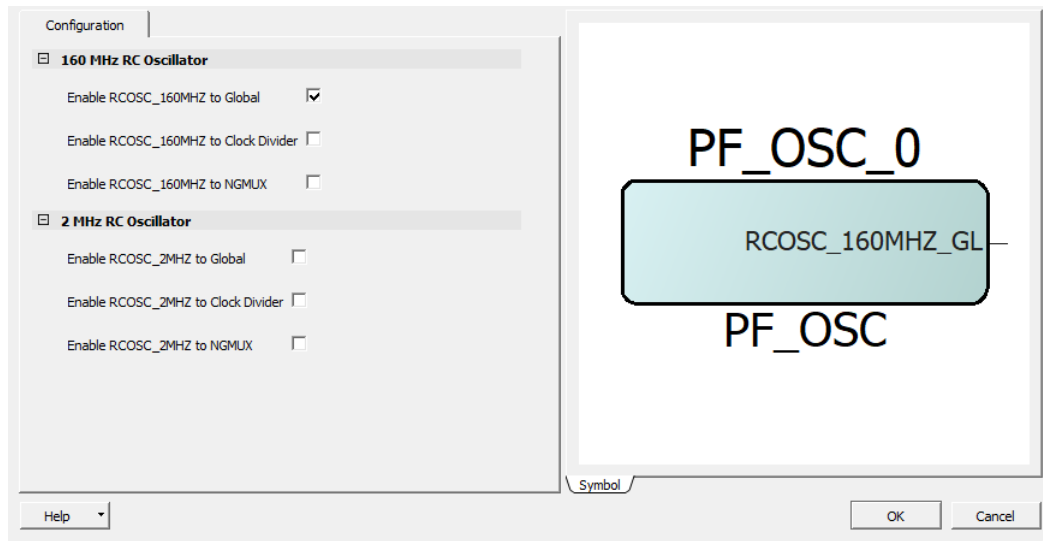 Configuration
160 MHz RC Oscillator
Enable RCOSC_160MHZ to Global
Enable RCOSC_160MHZ to Clock Divider
Enable RCOSC_160MHZ to NGMUX
2 MHz RC Oscillator
Enable RCOSC_2MHZ to Global
Enable RCOSC_2MHZ to Clock Divider
Enable RCOSC_2MHZ to NGMUX
PF_OSC_0
RCOSC_160MHZ_GL
PF_OSC
Symbol
Help
OK
Cancel